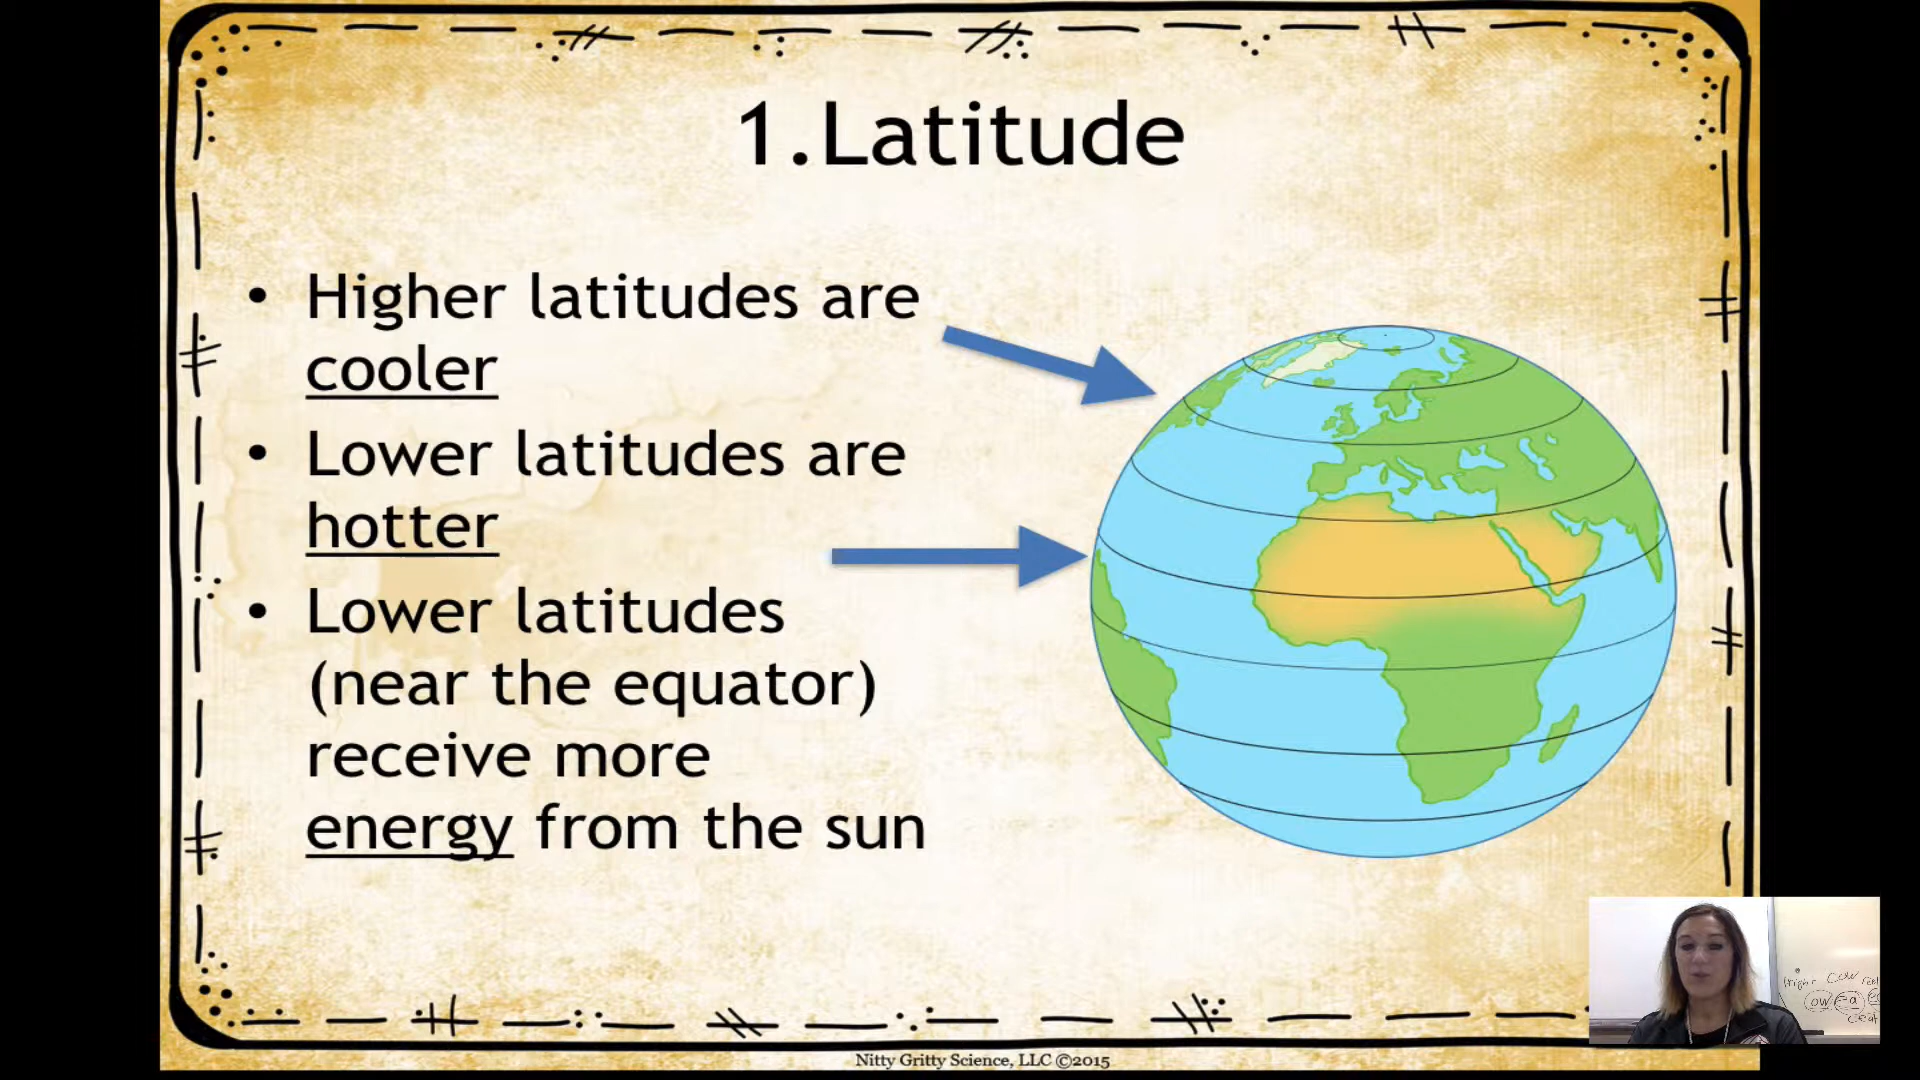 1.Latitude
• Higher latitudes are
cooler
• Lower latitudes are
hotter
• Lower latitudes
(near the equator)
receive more
energy from the sun
Nitty Gritty Science, LLC ©2015